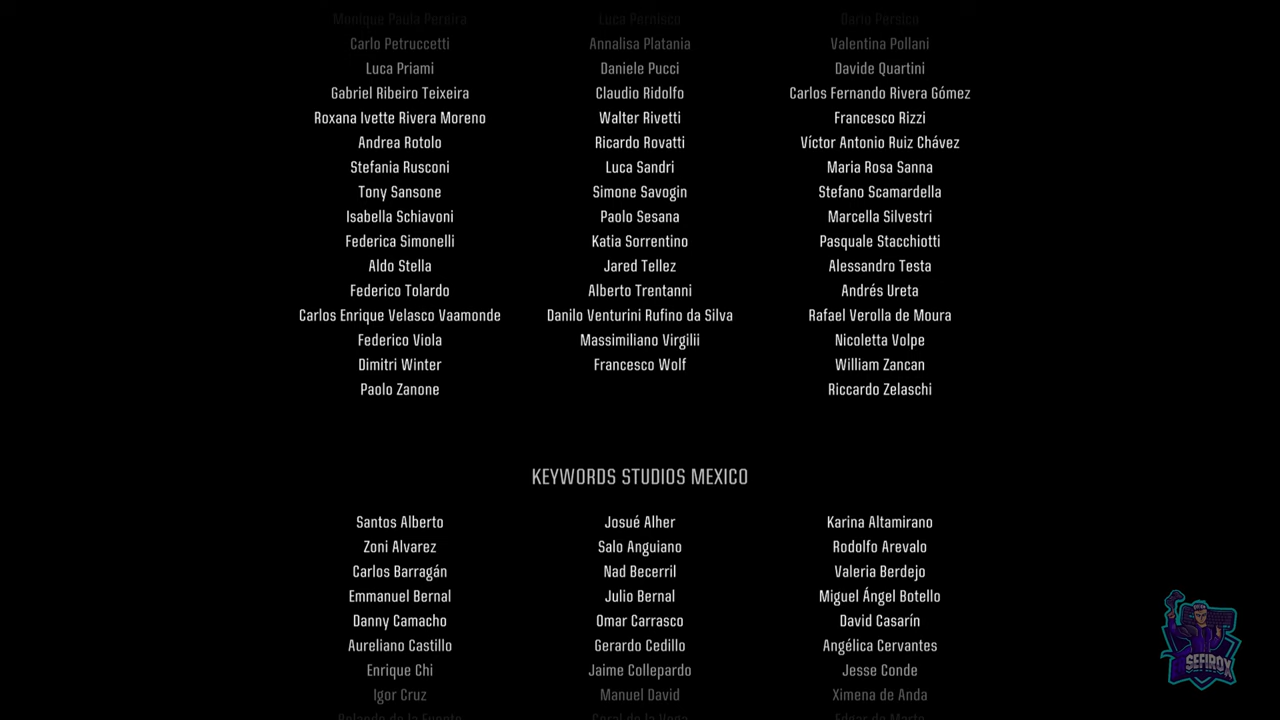 Monique Paula Pereira Luca Pernisco Dario Persico
Carlo Petruccetti Annalisa Platania Valentina Pollani
Luca Priami Daniele Pucci Davide Quartini
Gabriel Ribeiro Teixeira Claudio Ridolfo Carlos Fernando Rivera Gómez
Roxana Ivette Rivera Moreno Walter Rivetti Francesco Rizzi
Andrea Rotolo Ricardo Rovatti Víctor Antonio Ruiz Chávez
Stefania Rusconi Luca Sandri Maria Rosa Sanna
Tony Sansone Simone Savogin Stefano Scamardella
Isabella Schiavoni Paolo Sesana Marcella Silvestri
Federica Simonelli Katia Sorrentino Pasquale Stacchiotti
Aldo Stella Jared Tellez Alessandro Testa
Federico Tolardo Alberto Trentanni Andrés Ureta
Carlos Enrique Velasco Vaamonde Danilo Venturini Rufino da Silva Rafael Verolla de Moura
Federico Viola Massimiliano Virgilii Nicoletta Volpe
Dimitri Winter Francesco Wolf William Zancan
Paolo Zanone Riccardo Zelaschi
KEYWORDS STUDIOS MEXICO
Santos Alberto Josué Alher Karina Altamirano
Zoni Alvarez Salo Anguiano Rodolfo Arevalo
Carlos Barragán Nad Becerril Valeria Berdejo
Emmanuel Bernal Julio Bernal Miguel Ángel Botello
Danny Camacho Omar Carrasco David Casarín
Aureliano Castillo Gerardo Cedillo Angélica Cervantes
Enrique Chi Jaime Collepardo Jesse Conde
Igor Cruz Manuel David Ximena de Anda
SEFIROX